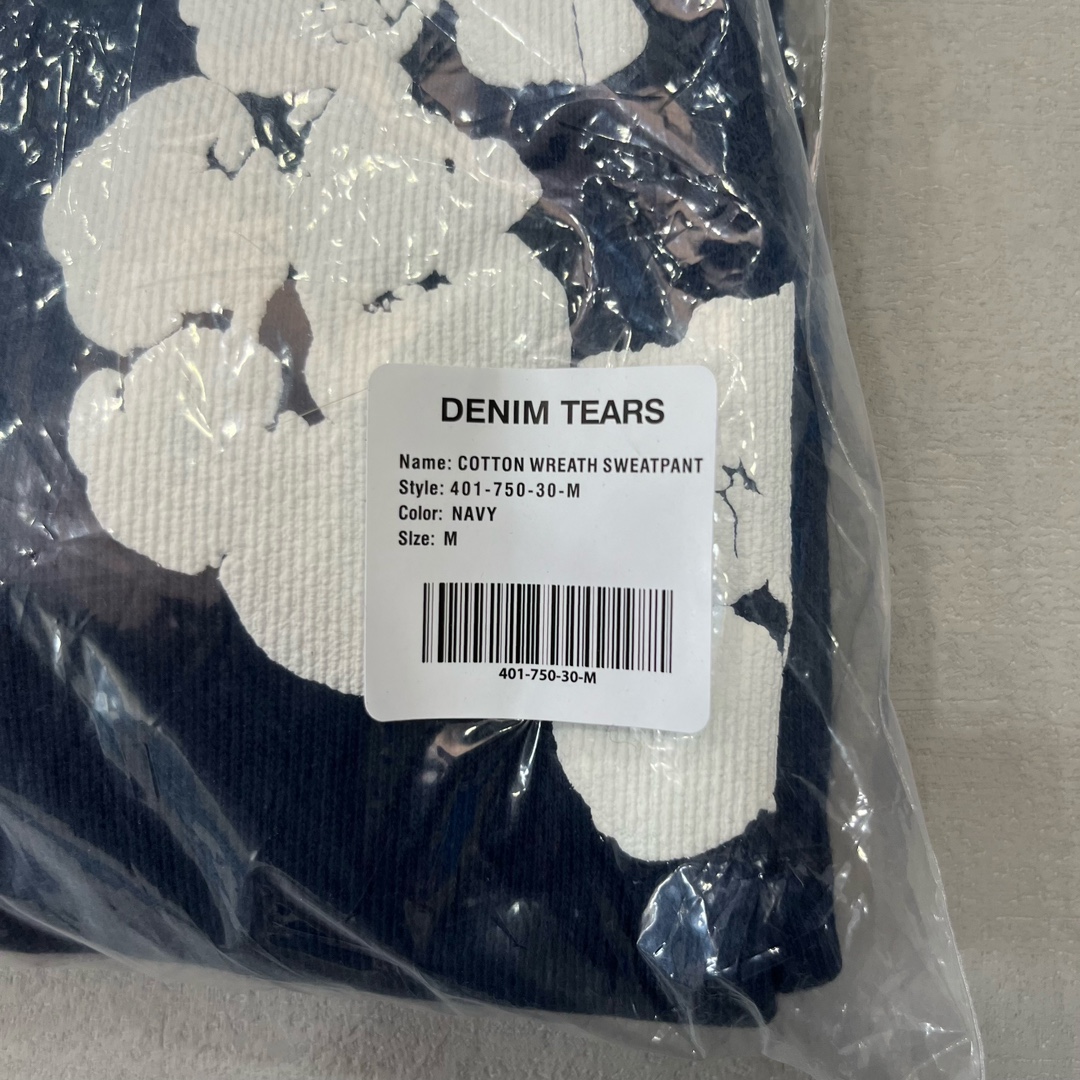 DENIM TEARS
Name: COTTON WREATH SWEATPANT
Style: 401-750-30-M
Color: NAVY
SIze: M
401-750-30-M